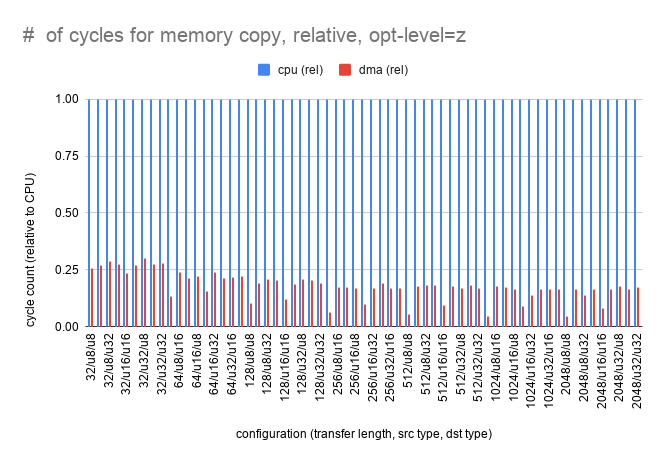 # of cycles for memory copy, relative, opt-level=z
cpu (rel) dma (rel)
1.00
0.75
0.50
0.25
0.00
cycle count (relative to CPU)
32/u8/u8
32/u8/u32
32/u16/u16
32/u32/u8
32/u32/u32
64/u8/u16
64/u16/u8
64/u16/u32
64/u32/u16
128/u8/u8
128/u8/u32
128/u16/u16
128/u32/u8
128/u32/u32
256/u8/u16
256/u16/u8
256/u16/u32
256/u32/u16
512/u8/u8
512/u8/u32
512/u16/u16
512/u32/u8
512/u32/u32
1024/u8/u16
1024/u16/u8
1024/u16/u32
1024/u32/u16
2048/u8/u8
2048/u8/u32
2048/u16/u16
2048/u32/u8
2048/u32/u32
configuration (transfer length, src type, dst type)